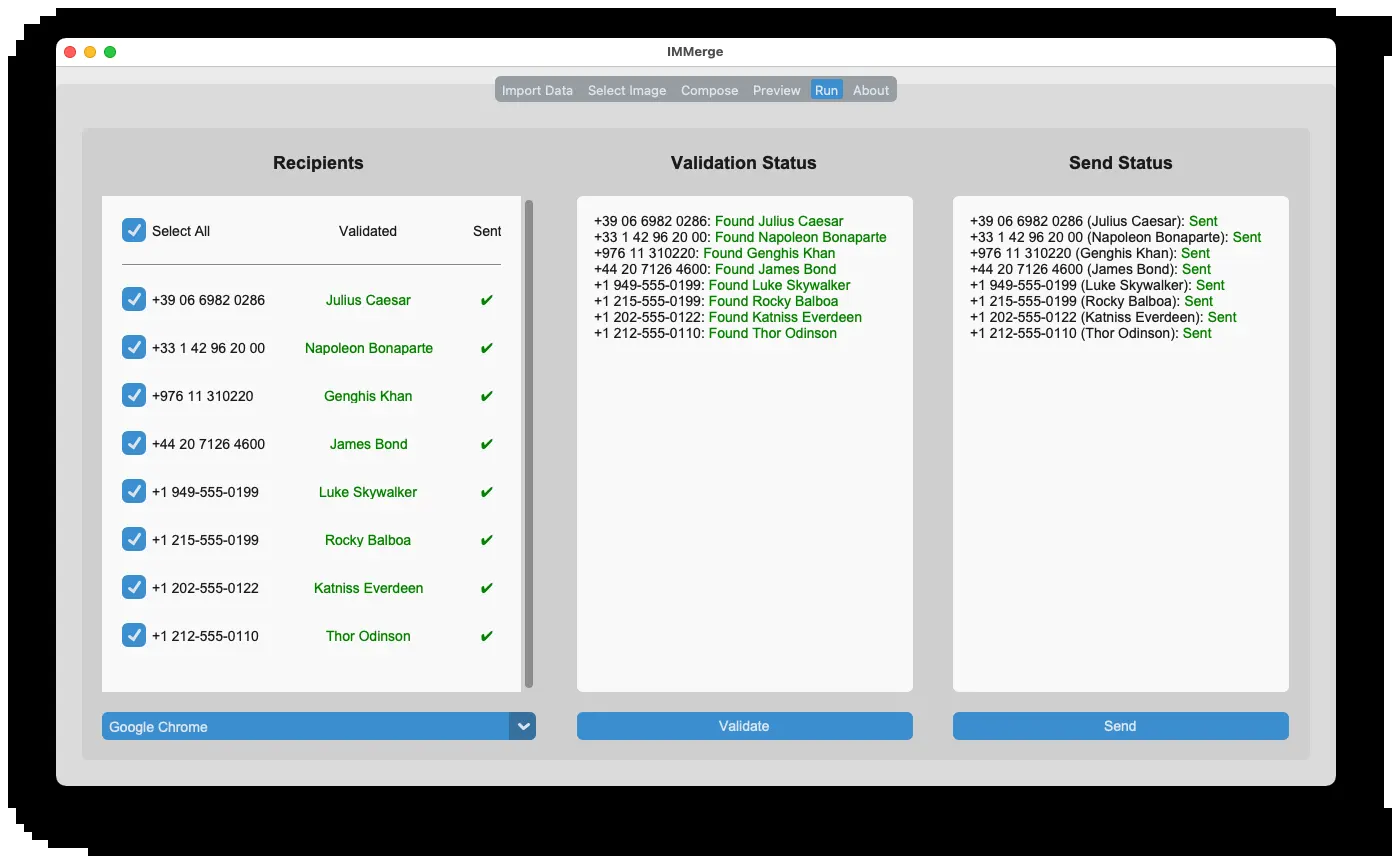 IMMerge
Import Data Select Image Compose Preview Run About
Recipients
Select All Validated Sent
+39 06 6982 0286 Julius Caesar ✔
+33 1 42 96 20 00 Napoleon Bonaparte ✔
+976 11 310220 Genghis Khan ✔
+44 20 7126 4600 James Bond ✔
+1 949-555-0199 Luke Skywalker ✔
+1 215-555-0199 Rocky Balboa ✔
+1 202-555-0122 Katniss Everdeen ✔
+1 212-555-0110 Thor Odinson ✔
Google Chrome
Validation Status
+39 06 6982 0286: Found Julius Caesar
+33 1 42 96 20 00: Found Napoleon Bonaparte
+976 11 310220: Found Genghis Khan
+44 20 7126 4600: Found James Bond
+1 949-555-0199: Found Luke Skywalker
+1 215-555-0199: Found Rocky Balboa
+1 202-555-0122: Found Katniss Everdeen
+1 212-555-0110: Found Thor Odinson
Validate
Send Status
+39 06 6982 0286 (Julius Caesar): Sent
+33 1 42 96 20 00 (Napoleon Bonaparte): Sent
+976 11 310220 (Genghis Khan): Sent
+44 20 7126 4600 (James Bond): Sent
+1 949-555-0199 (Luke Skywalker): Sent
+1 215-555-0199 (Rocky Balboa): Sent
+1 202-555-0122 (Katniss Everdeen): Sent
+1 212-555-0110 (Thor Odinson): Sent
Send